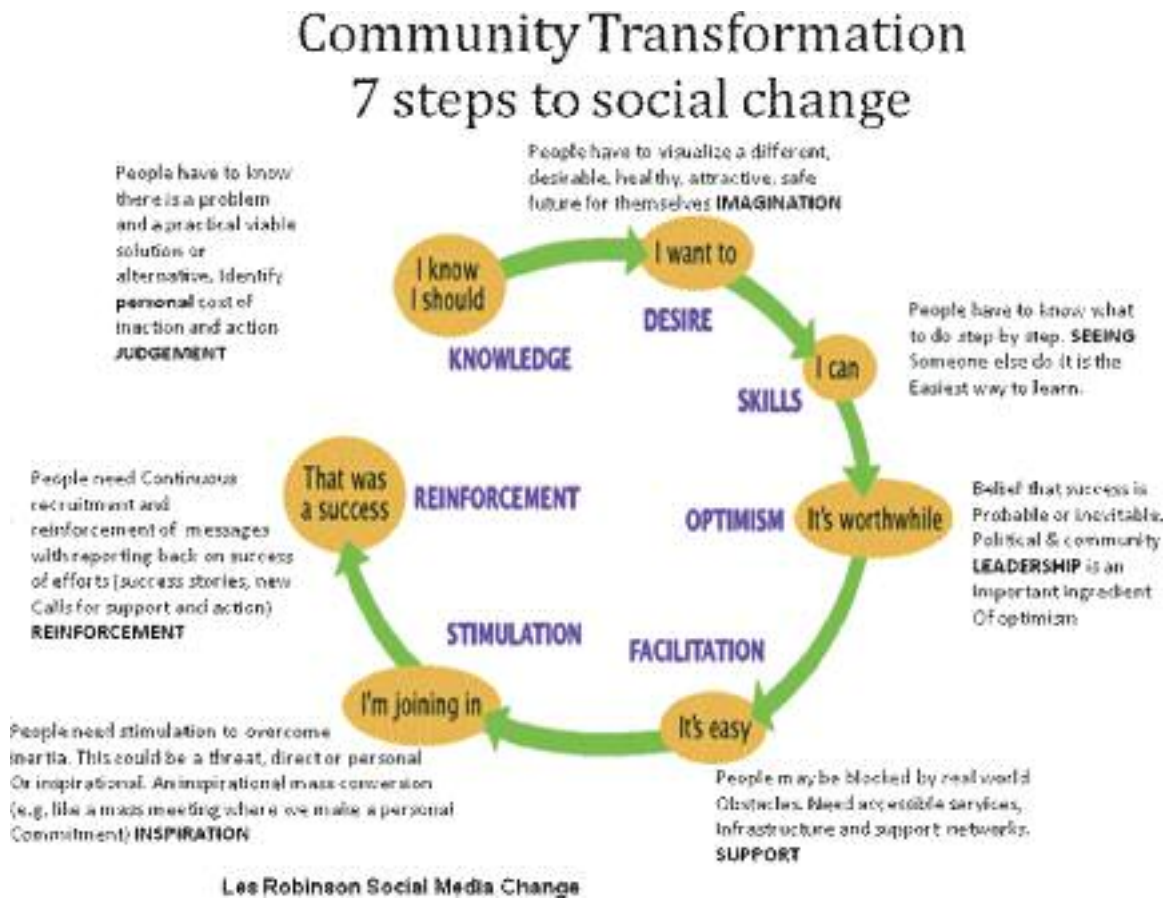 Community Transformation
7 steps to social change
People have to know
there is a problem
and a practical viable
solution or
alternative. Identify
personal cost of
inaction and action
JUDGEMENT
People have to visualize a different,
desirable, healthy, attractive, safe
future for themselves IMAGINATION
I know
I should
KNOWLEDGE
I want to
DESIRE
People have to know what
to do step by step. SEEING
Someone else do it is the
Easiest way to learn.
I can
SKILLS
Belief that success is
Probable or inevitable.
Political & community
LEADERSHIP is an
Important ingredient
Of optimism
It's worthwhile
OPTIMISM
It's easy
FACILITATION
People may be blocked by real world
Obstacles. Need accessible services,
Infrastructure and support networks.
SUPPORT
I'm joining in
STIMULATION
People need stimulation to overcome
inertia. This could be a threat, direct or personal
Or inspirational. An inspirational mass conversion
(e.g. like a mass meeting where we make a personal
Commitment) INSPIRATION
That was
a success
REINFORCEMENT
People need Continuous
recruitment and
reinforcement of messages
with reporting back on success
of efforts (success stories, new
Calls for support and action)
REINFORCEMENT
Les Robinson Social Media Change